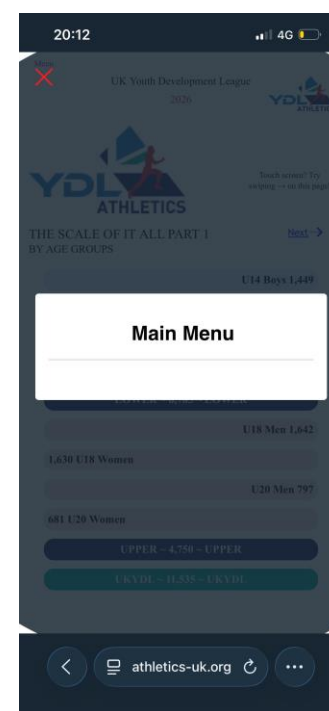 20:12
4G
Menu
UK Youth Development League
2026
YDL
ATHLETICS
YDL
ATHLETICS
Touch screen? Try
swiping → on this page
THE SCALE OF IT ALL PART 1
BY AGE GROUPS
Next-->
U14 Boys 1,449
Main Menu
U18 Men 1,642
1,630 U18 Women
U20 Men 797
681 U20 Women
UPPER ~ 4,750 ~ UPPER
UKYDL ~ 11,535 ~ UKYDL
athletics-uk.org